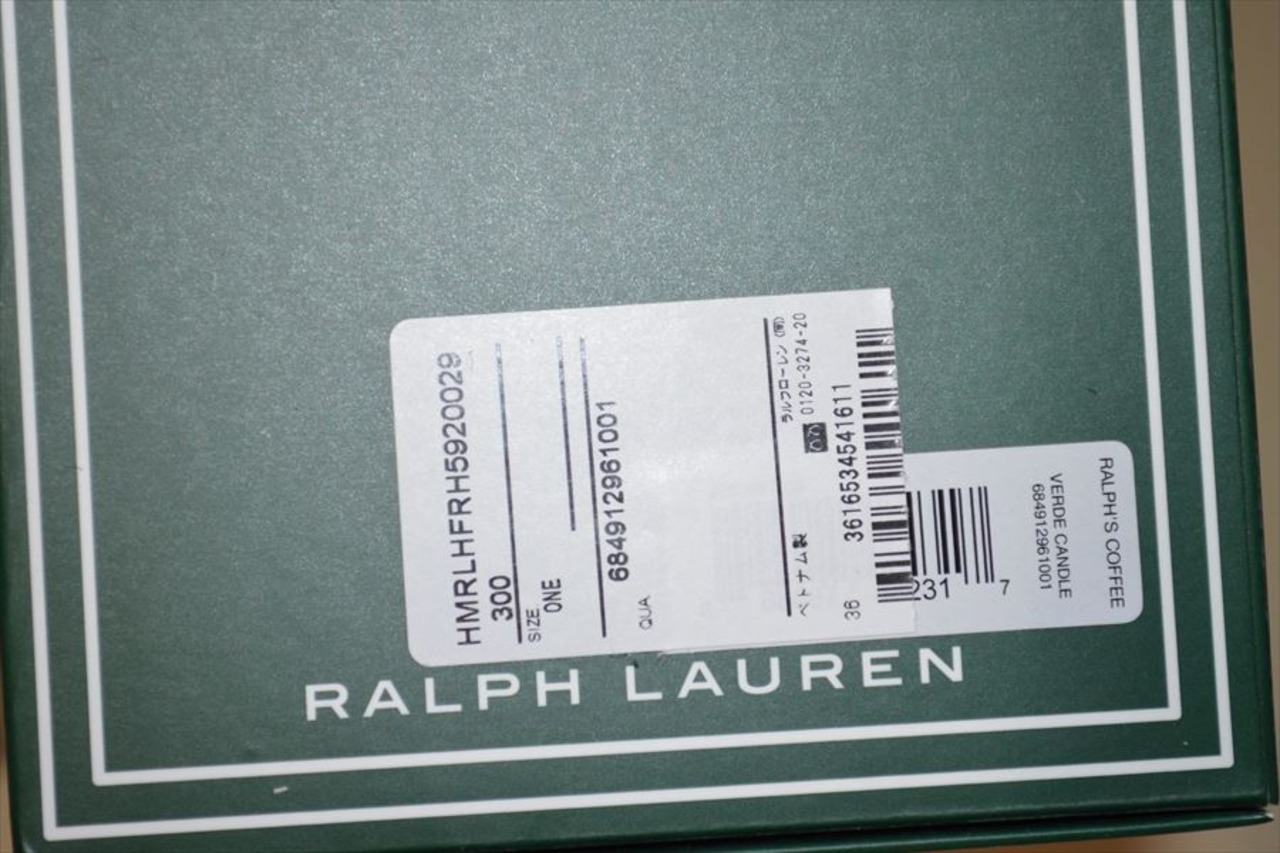 HMRLHFRH5920029
300
SIZE
ONE
684912961001
QUA
ラルフローレン (株)
0120-3274-20
ベトナム製
3616534541611
36
231 7
VERDE CANDLE
684912961001
RALPH'S COFFEE
RALPH LAUREN